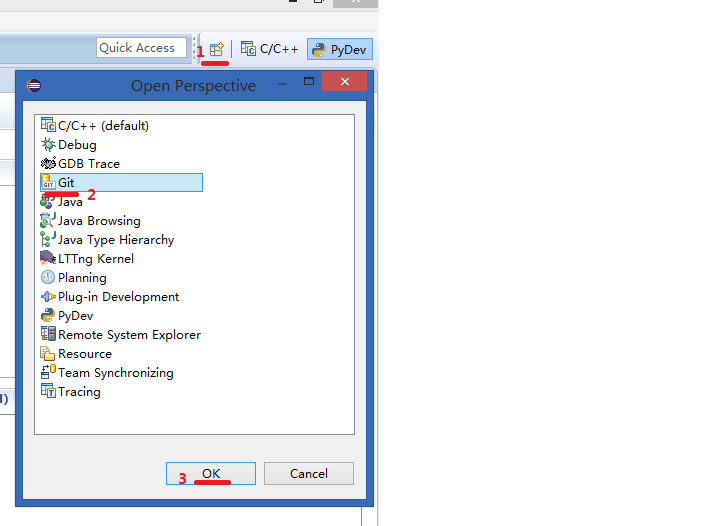 Quick Access
1
C/C++
PyDev
Open Perspective
C/C++ (default)
Debug
GDB Trace
Git
2
Java
Java Browsing
Java Type Hierarchy
LTTng Kernel
Planning
Plug-in Development
PyDev
Remote System Explorer
Resource
Team Synchronizing
Tracing
3
OK
Cancel